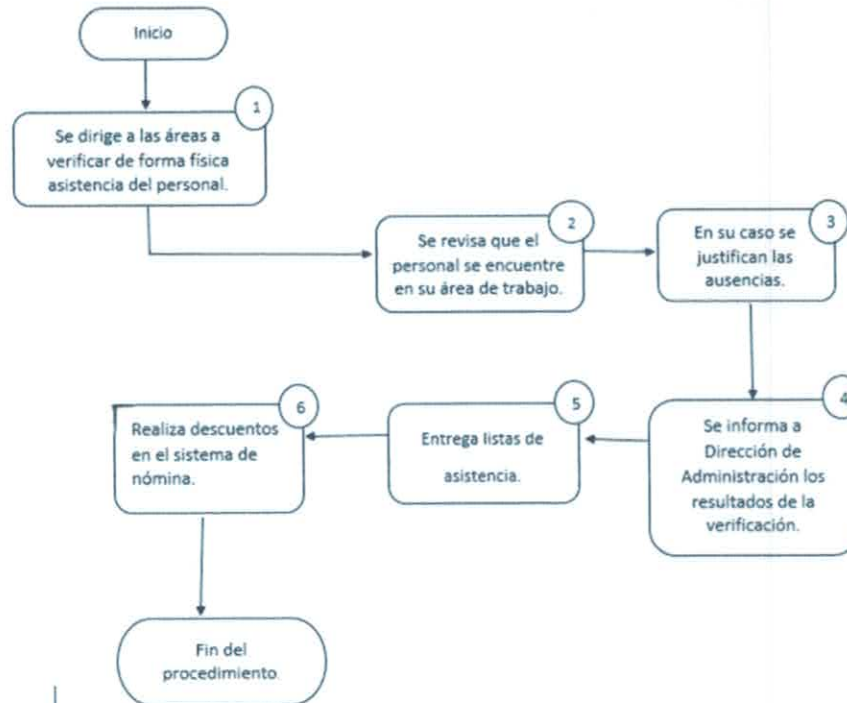 Inicio
1
Se dirige a las áreas a
verificar de forma física
asistencia del personal.
2
Se revisa que el
personal se encuentre
en su área de trabajo.
3
En su caso se
justifican las
ausencias.
4
Se informa a
Dirección de
Administración los
resultados de la
verificación.
5
Entrega listas de
asistencia.
6
Realiza descuentos
en el sistema de
nómina.
Fin del
procedimiento.